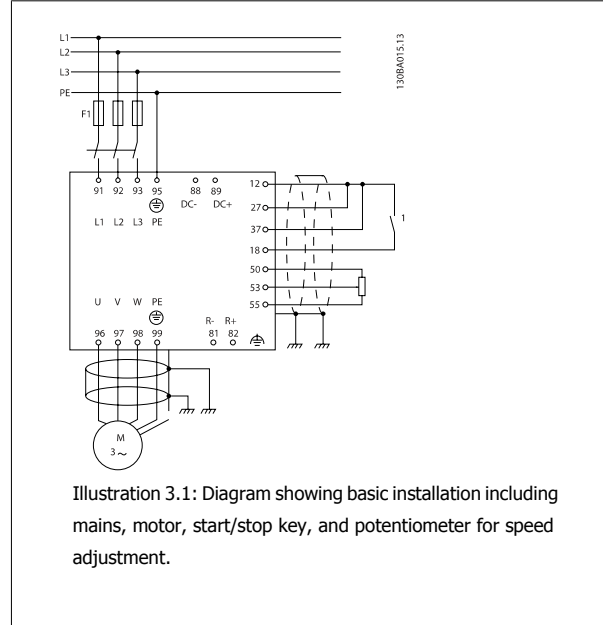 L1
L2
L3
PE
F1
130BA015.13
91 92 93 95 88 89
DC- DC+
L1 L2 L3 PE
12
27
37
18
50
53
55
1
U V W PE
96 97 98 99
R- R+
81 82
M
3~
Illustration 3.1: Diagram showing basic installation including
mains, motor, start/stop key, and potentiometer for speed
adjustment.